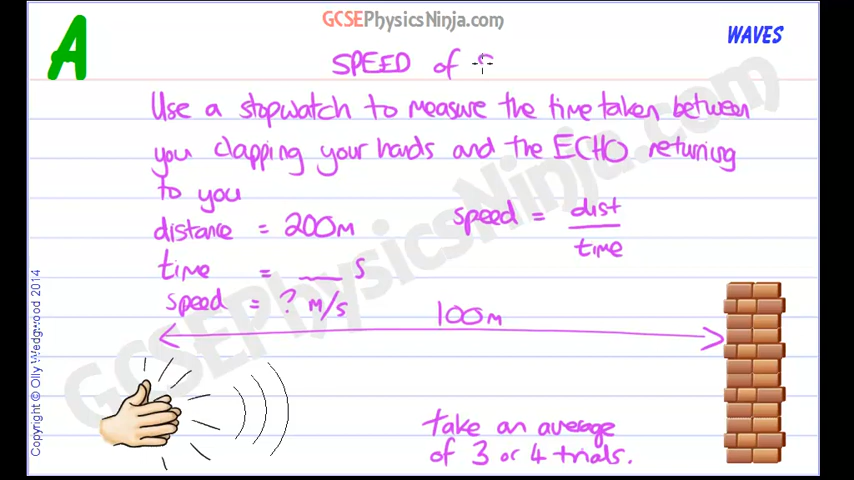 GCSEPhysicsNinja.com
A
WAVES
SPEED of
Use a stopwatch to measure the time taken between
you clapping your hands and the ECHO returning
to you
distance = 200m
speed = dist
time
time = ___ s
speed = ? m/s
100m
take an average
of 3 or 4 trials.
Copyright © Olly Wedgwood 2014
GCSEPhysicsNinja.com